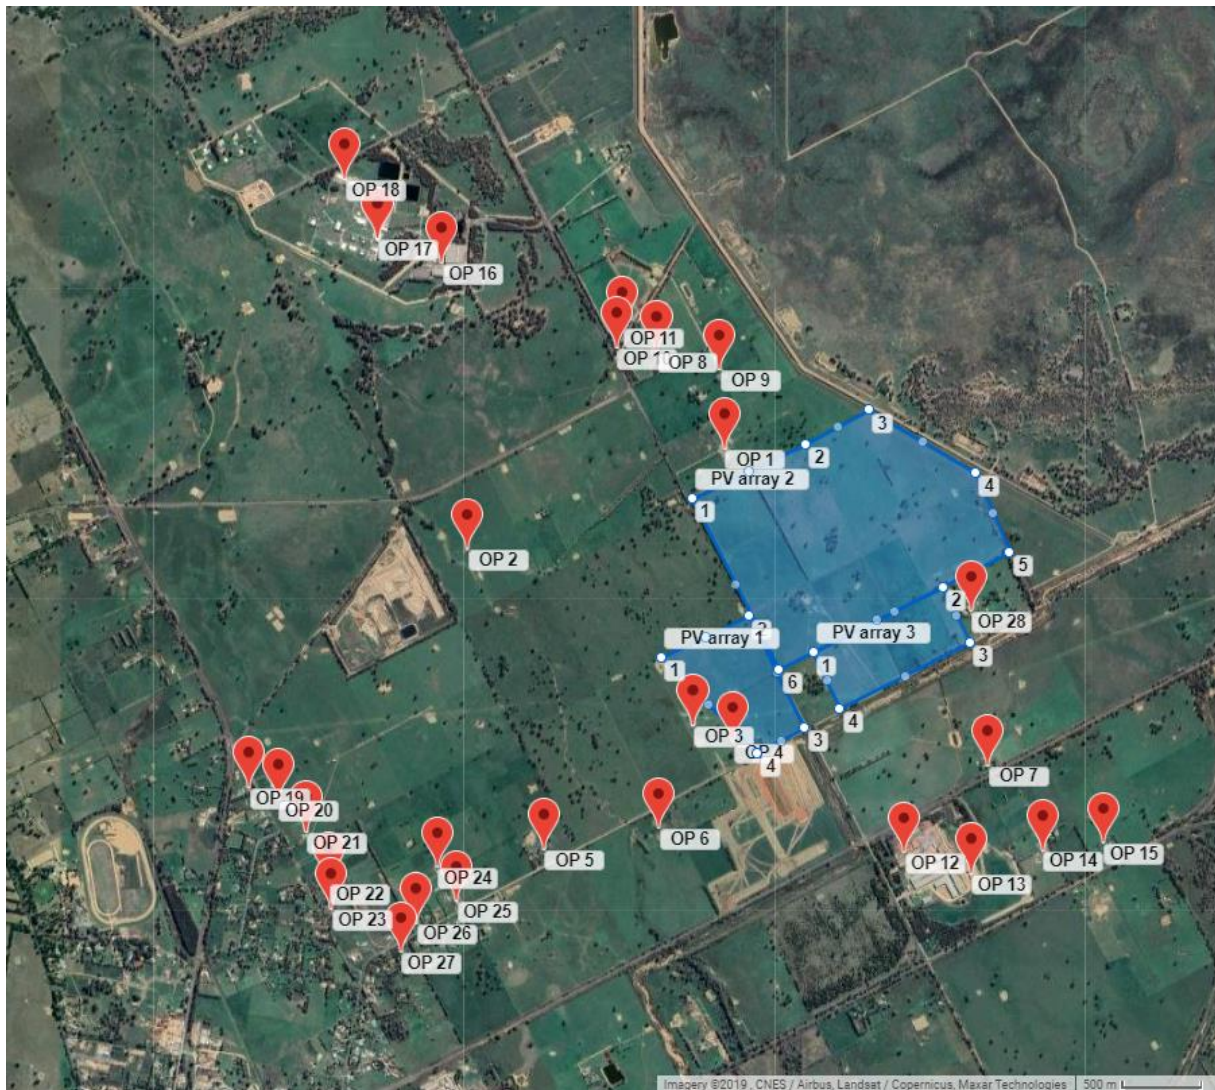 OP 18
OP 17
OP 16
OP 11
OP 10
OP 8
OP 9
OP 1
2
3
PV array 2
4
1
OP 2
5
2
OP 28
2
PV array 1
PV array 3
3
1
1
6
4
OP 3
3
OP 4
4
OP 7
OP 19
OP 20
OP 21
OP 5
OP 6
OP 12
OP 13
OP 14
OP 15
OP 22
OP 24
OP 23
OP 25
OP 26
OP 27
Imagery ©2019 , CNES / Airbus, Landsat / Copernicus, Maxar Technologies 500 m